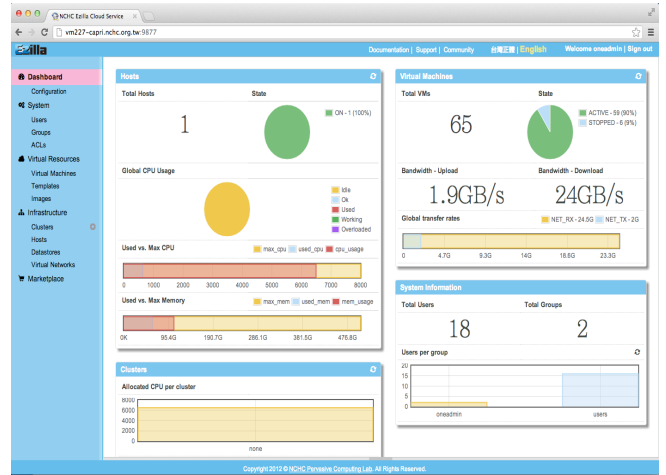 NCHC Ezilla Cloud Service
vm227-capri.nchc.org.tw:9877
Ezilla
Documentation | Support | Community
台灣正體 | English
Welcome oneadmin | Sign out
Dashboard
Configuration
System
Users
Groups
ACLs
Virtual Resources
Virtual Machines
Templates
Images
Infrastructure
Clusters
Hosts
Datastores
Virtual Networks
Marketplace
Hosts
Total Hosts
State
1
ON - 1 (100%)
Global CPU Usage
Idle
Ok
Used
Working
Overloaded
Used vs. Max CPU
max_cpu used_cpu cpu_usage
0 1000 2000 3000 4000 5000 6000 7000 8000
Used vs. Max Memory
max_mem used_mem mem_usage
0K 95.4G 190.7G 286.1G 381.5G 476.8G
Clusters
Allocated CPU per cluster
8000
6000
4000
2000
0
none
Virtual Machines
Total VMs
State
65
ACTIVE - 59 (90%)
STOPPED - 6 (9%)
Bandwidth - Upload
Bandwidth - Download
1.9GB/s
24GB/s
Global transfer rates
NET_RX - 24.5G NET_TX - 2G
0 4.7G 9.3G 14G 18.6G 23.3G
System Information
Total Users
Total Groups
18
2
Users per group
20
15
10
5
0
oneadmin users
Copyright 2012 © NCHC Pervasive Computing Lab. All Rights Reserved.